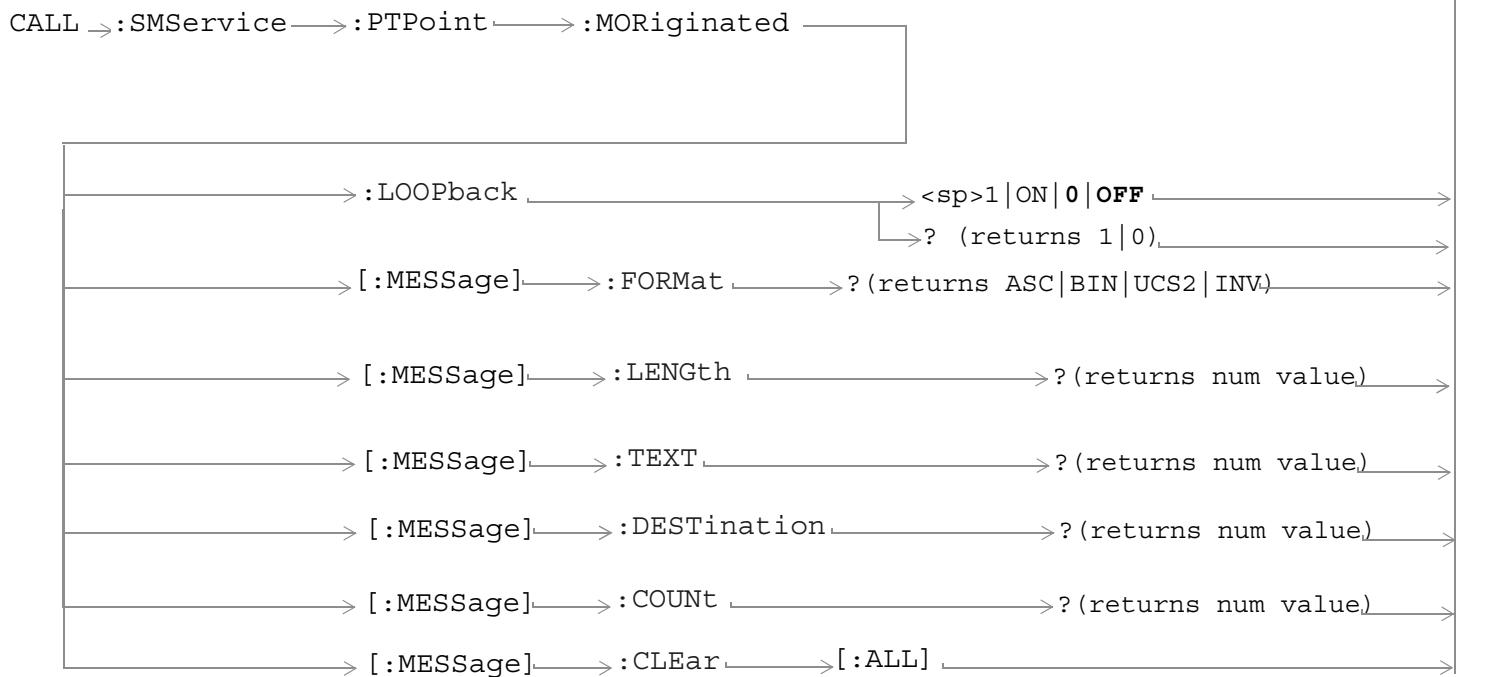 CALL :SMService :PTPoint :MORiginated
:LOOPback <sp>1|ON|0|OFF
? (returns 1|0)
[:MESSage] :FORMat ?(returns ASC|BIN|UCS2|INV)
[:MESSage] :LENGth ?(returns num value)
[:MESSage] :TEXT ?(returns num value)
[:MESSage] :DESTination ?(returns num value)
[:MESSage] :COUNt ?(returns num value)
[:MESSage] :CLEar [:ALL]